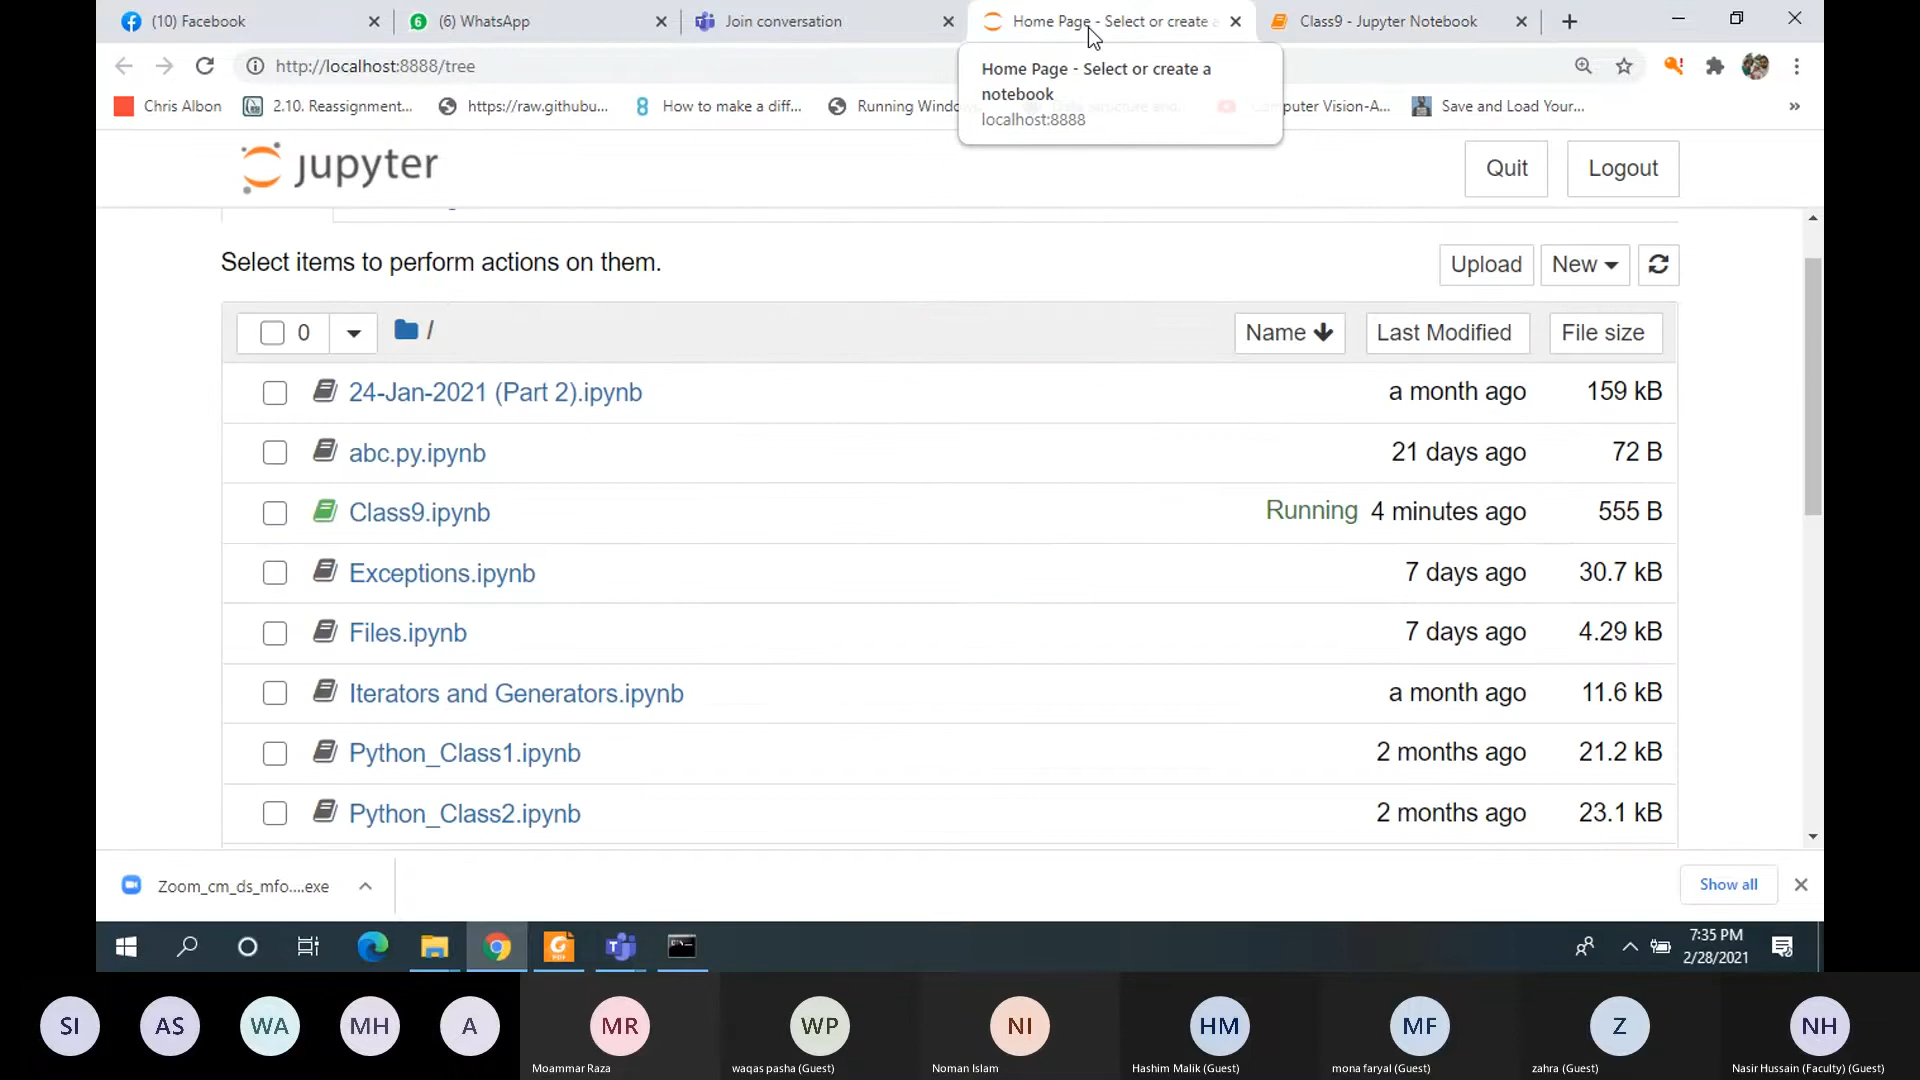 (10) Facebook
(6) WhatsApp
Join conversation
Home Page - Select or create a
Class9 - Jupyter Notebook
http://localhost:8888/tree
Home Page - Select or create a
notebook
localhost:8888
Chris Albon
2.10. Reassignment...
https://raw.githubu...
How to make a diff...
Running Window
Computer Vision-A...
Save and Load Your...
»
jupyter
Quit
Logout
Select items to perform actions on them.
Upload
New
0
/
Name
Last Modified
File size
24-Jan-2021 (Part 2).ipynb a month ago 159 kB
abc.py.ipynb 21 days ago 72 B
Class9.ipynb Running 4 minutes ago 555 B
Exceptions.ipynb 7 days ago 30.7 kB
Files.ipynb 7 days ago 4.29 kB
Iterators and Generators.ipynb a month ago 11.6 kB
Python_Class1.ipynb 2 months ago 21.2 kB
Python_Class2.ipynb 2 months ago 23.1 kB
Zoom_cm_ds_mfo....exe
Show all
7:35 PM
2/28/2021
SI
AS
WA
MH
A
MR
WP
NI
HM
MF
Z
NH
Moammar Raza
waqas pasha (Guest)
Noman Islam
Hashim Malik (Guest)
mona faryal (Guest)
zahra (Guest)
Nasir Hussain (Faculty) (Guest)